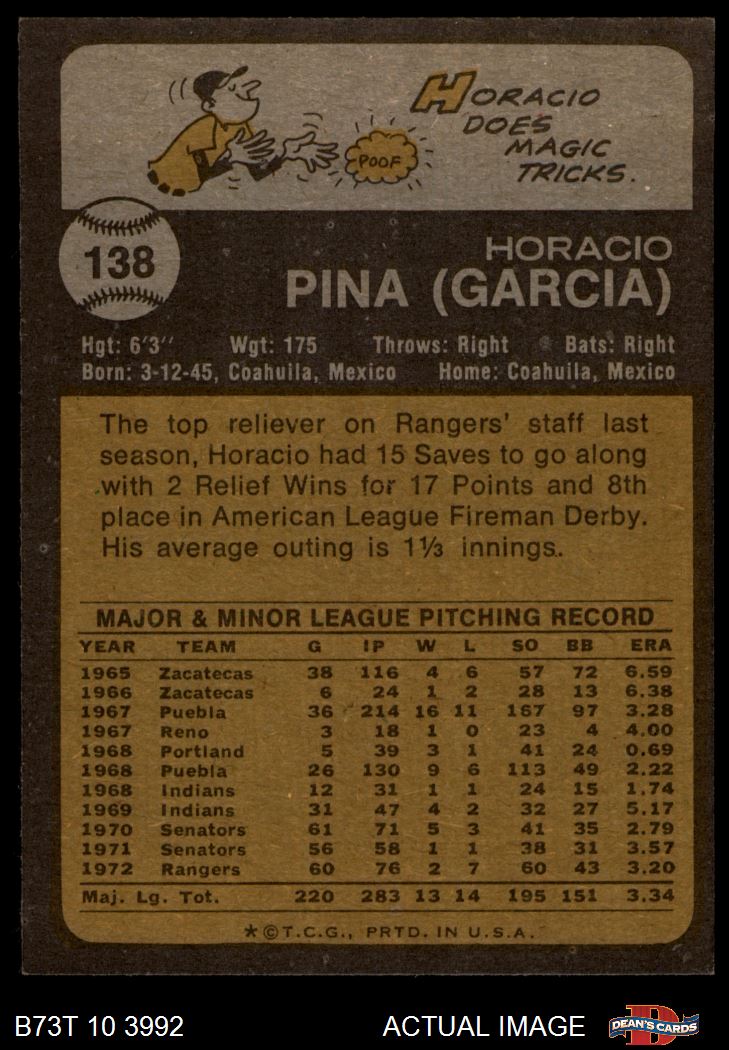 HORACIO
DOES
MAGIC
TRICKS.
POOF
138
HORACIO
PINA (GARCIA)
Hgt: 6'3" Wgt: 175 Throws: Right Bats: Right
Born: 3-12-45, Coahuila, Mexico Home: Coahuila, Mexico
The top reliever on Rangers' staff last
season, Horacio had 15 Saves to go along
with 2 Relief Wins for 17 Points and 8th
place in American League Fireman Derby.
His average outing is 1⅓ innings.
MAJOR & MINOR LEAGUE PITCHING RECORD
YEAR TEAM G IP W L SO BB ERA
1965 Zacatecas 38 116 4 6 57 72 6.59
1966 Zacatecas 6 24 1 2 28 13 6.38
1967 Puebla 36 214 16 11 167 97 3.28
1967 Reno 3 18 1 0 23 4 4.00
1968 Portland 5 39 3 1 41 24 0.69
1968 Puebla 26 130 9 6 113 49 2.22
1968 Indians 12 31 1 1 24 15 1.74
1969 Indians 31 47 4 2 32 27 5.17
1970 Senators 61 71 5 3 41 35 2.79
1971 Senators 56 58 1 1 38 31 3.57
1972 Rangers 60 76 2 7 60 43 3.20
Maj. Lg. Tot. 220 283 13 14 195 151 3.34
*©T.C.G., PRTD. IN U.S.A.
B73T 10 3992 ACTUAL IMAGE DEAN'S CARDS